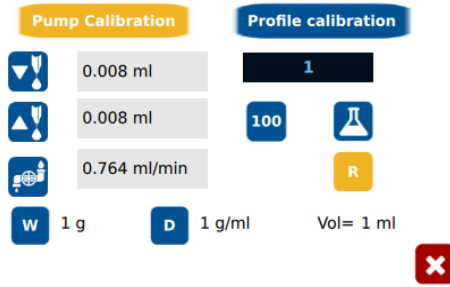 Pump Calibration
Profile calibration
0.008 ml
1
0.008 ml
100
0.764 ml/min
R
W 1 g D 1 g/ml Vol= 1 ml